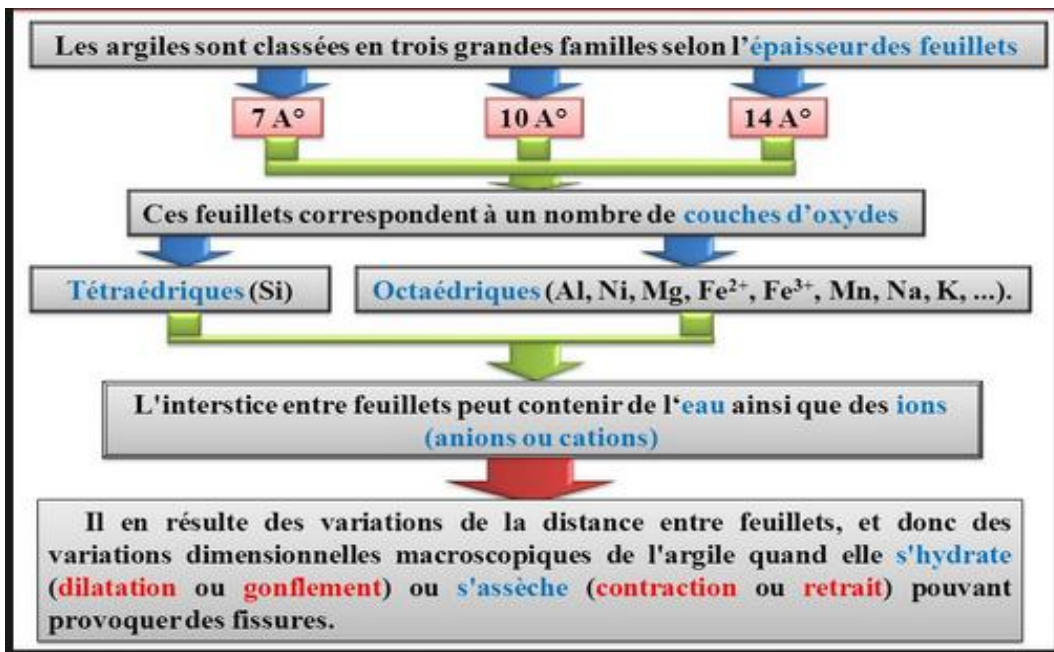 Les argiles sont classées en trois grandes familles selon l'épaisseur des feuillets
7 A° 10 A° 14 A°
Ces feuillets correspondent à un nombre de couches d'oxydes
Tétraédriques (Si) Octaédriques (Al, Ni, Mg, Fe²⁺, Fe³⁺, Mn, Na, K, ...).
L'interstice entre feuillets peut contenir de l‘eau ainsi que des ions
(anions ou cations)
Il en résulte des variations de la distance entre feuillets, et donc des
variations dimensionnelles macroscopiques de l'argile quand elle s'hydrate
(dilatation ou gonflement) ou s'assèche (contraction ou retrait) pouvant
provoquer des fissures.